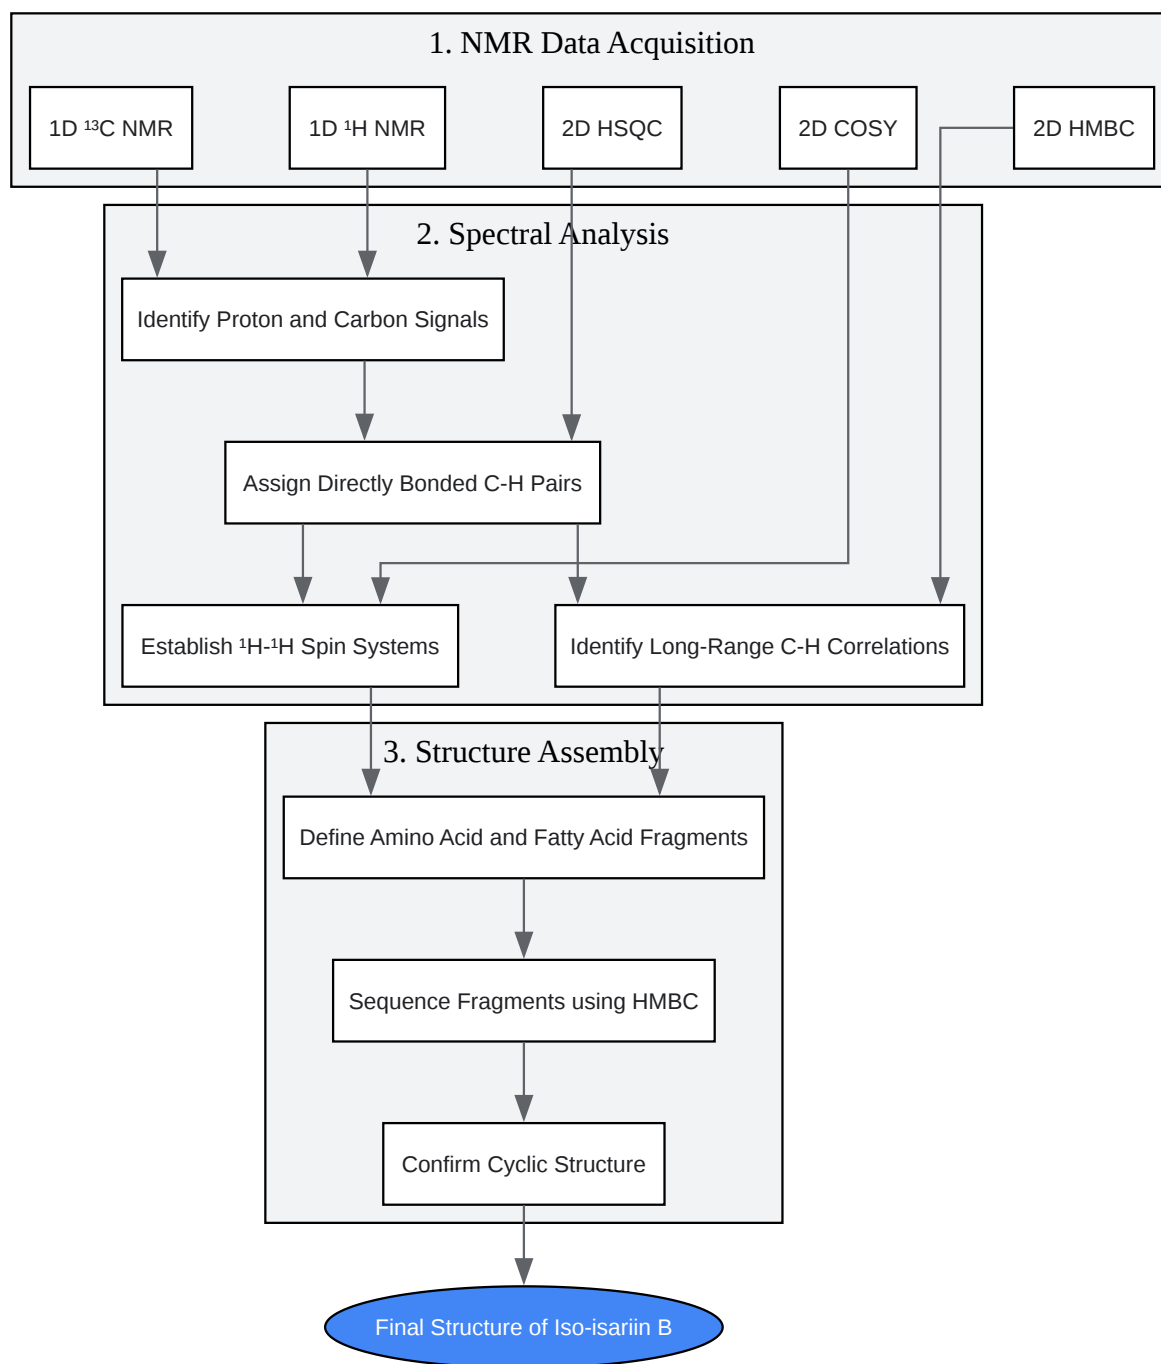 1. NMR Data Acquisition
1D ¹³C NMR
1D ¹H NMR
2D HSQC
2D COSY
2D HMBC
2. Spectral Analysis
Identify Proton and Carbon Signals
Assign Directly Bonded C-H Pairs
Establish ¹H-¹H Spin Systems
Identify Long-Range C-H Correlations
3. Structure Assembly
Define Amino Acid and Fatty Acid Fragments
Sequence Fragments using HMBC
Confirm Cyclic Structure
Final Structure of Iso-isariin B